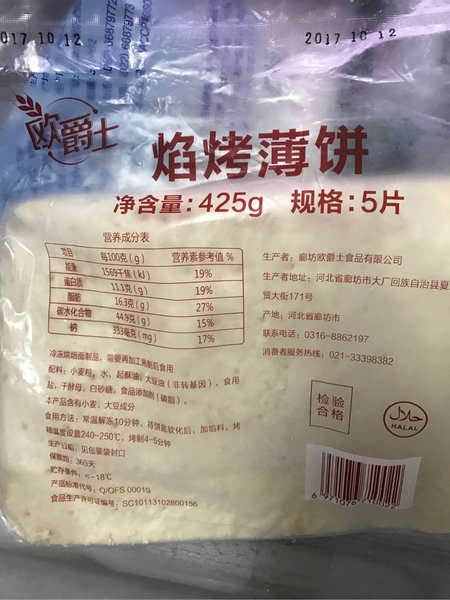 2017 10 12
2017 10 12
欧爵士
焰烤薄饼
净含量:425g 规格:5片
营养成分表
项目 每100克(g) 营养素参考值 %
能量 1569千焦(kJ) 19%
蛋白质 11.1克(g) 19%
脂肪 16.3克(g) 27%
碳水化合物 44.9克(g) 15%
钠 333毫克(mg) 17%
生产者:廊坊欧爵士食品有限公司
生产者地址:河北省廊坊市大厂回族自治县夏
贸大街171号
产地:河北省廊坊市
联系电话:0316-8862197
消费者服务热线:021-33398382
冷冻烘焙面制品,需要再加工熟制后食用
配料:小麦粉,水,起酥油,大豆油(非转基因),食用
盐,干酵母,白砂糖,食品添加剂(磷脂)。
本产品含有小麦、大豆成分
食用方法:常温解冻10分钟,待饼胚软化后,加馅料,烤
箱温度设置240-250℃,烤制4-5分钟
生产日期:见包装袋封口
保质期:365天
贮存条件:<-18℃
产品标准代号:Q/OFS 0001S
食品生产许可证编号:SC10113102800156
检验
合格
حلال
HALAL